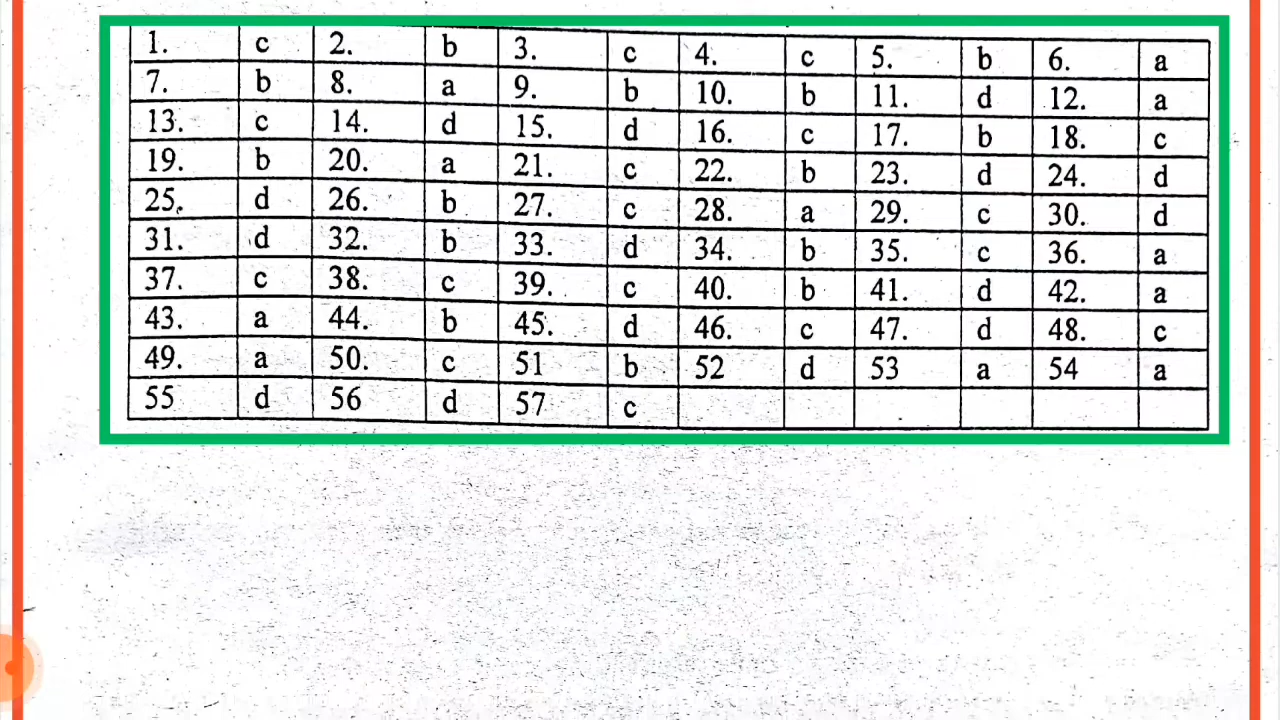 1. c 2. b 3. c 4. c 5. b 6. a
7. b 8. a 9. b 10. b 11. d 12. a
13. c 14. d 15. d 16. c 17. b 18. c
19. b 20. a 21. c 22. b 23. d 24. d
25. d 26. b 27. c 28. a 29. c 30. d
31. d 32. b 33. d 34. b 35. c 36. a
37. c 38. c 39. c 40. b 41. d 42. a
43. a 44. b 45. d 46. c 47. d 48. c
49. a 50. c 51 b 52 d 53 a 54 a
55 d 56 d 57 c